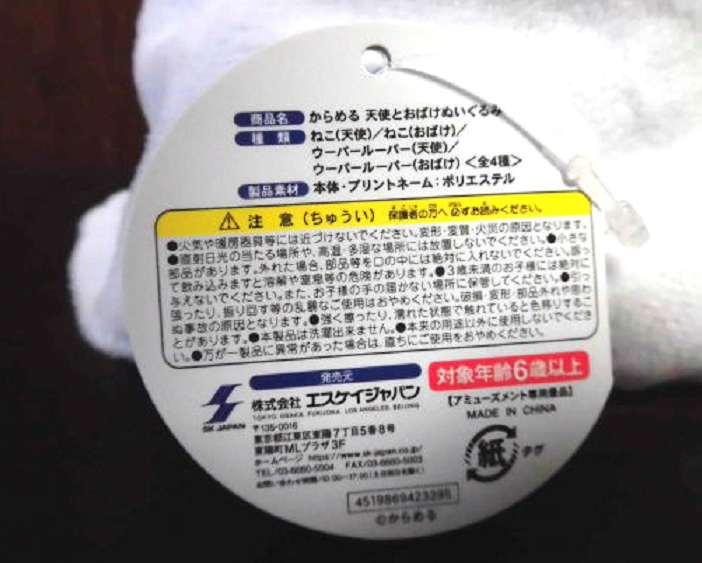 商品名 からめる 天使とおばけぬいぐるみ
種類 ねこ(天使)/ねこ(おばけ)/
ウーパールーパー(天使)/
ウーパールーパー(おばけ) <全4種>
製品素材 本体・プリントネーム:ポリエステル
⚠ 注意(ちゅうい) 保護者の方へ 必ずお読みください。
●火気や暖房器具等には近づけないでください。変形・変質・火災の原因となります。
●直射日光の当たる場所や、高温・多湿な場所には放置しないでください。●小さな
部品があります。外れた場合、部品等を口の中には絶対に入れないでください。誤っ
て飲み込みますと溶解や窒息等の危険があります。●3歳未満のお子様には絶対に
与えないでください。また、お子様の手の届かない場所に保管してください。●引っ
張ったり、振り回す等の乱暴なご使用はおやめください。破損・変形・部品外れや思わ
ぬ事故の原因となります。●強く擦ったり、濡れた状態で触れていると色移りするこ
とがあります。●本製品は洗濯出来ません。●本来の用途以外に使用しないでくださ
い。●万が一製品に異常があった場合は、直ちにご使用をおやめください。
発売元
対象年齢6歳以上
SK JAPAN
株式会社 エスケイジャパン
TOKYO OSAKA FUKUOKA LOS ANGELES BEIJING
【アミューズメント専用景品】
MADE IN CHINA
〒135-0016
東京都江東区東陽7丁目5番8号
東陽町MLプラザ3F
ホームページ https://www.sk-japan.co.jp/
紙 タグ
4519869423295
©からめる